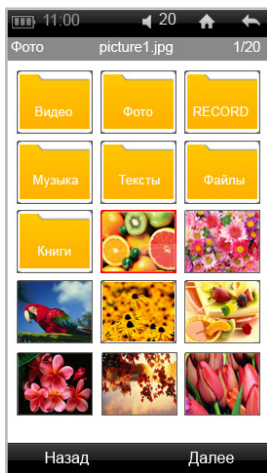 11:00 20
Фото picture1.jpg 1/20
Видео Фото RECORD
Музыка Тексты Файлы
Книги
Назад Далее